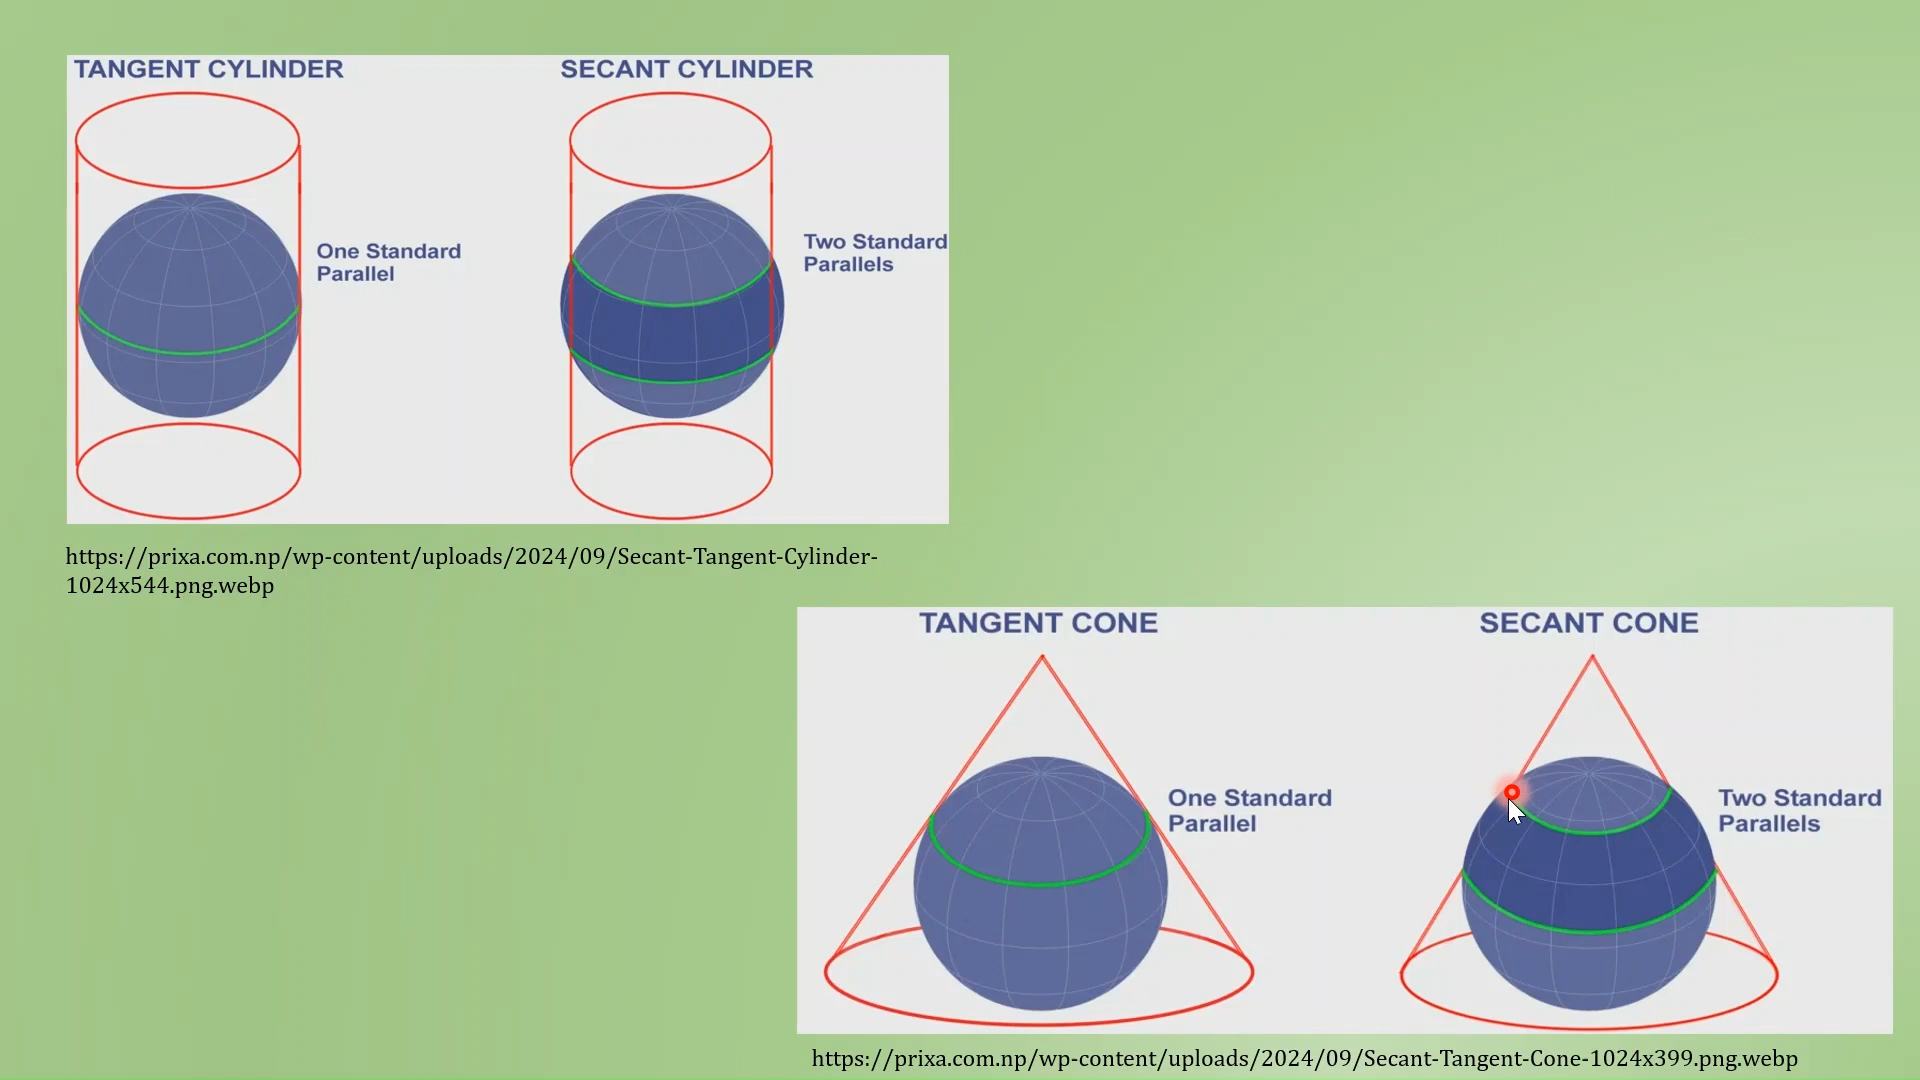 TANGENT CYLINDER
SECANT CYLINDER
One Standard
Parallel
Two Standard
Parallels
https://prixa.com.np/wp-content/uploads/2024/09/Secant-Tangent-Cylinder-
1024x544.png.webp
TANGENT CONE
SECANT CONE
One Standard
Parallel
Two Standard
Parallels
https://prixa.com.np/wp-content/uploads/2024/09/Secant-Tangent-Cone-1024x399.png.webp